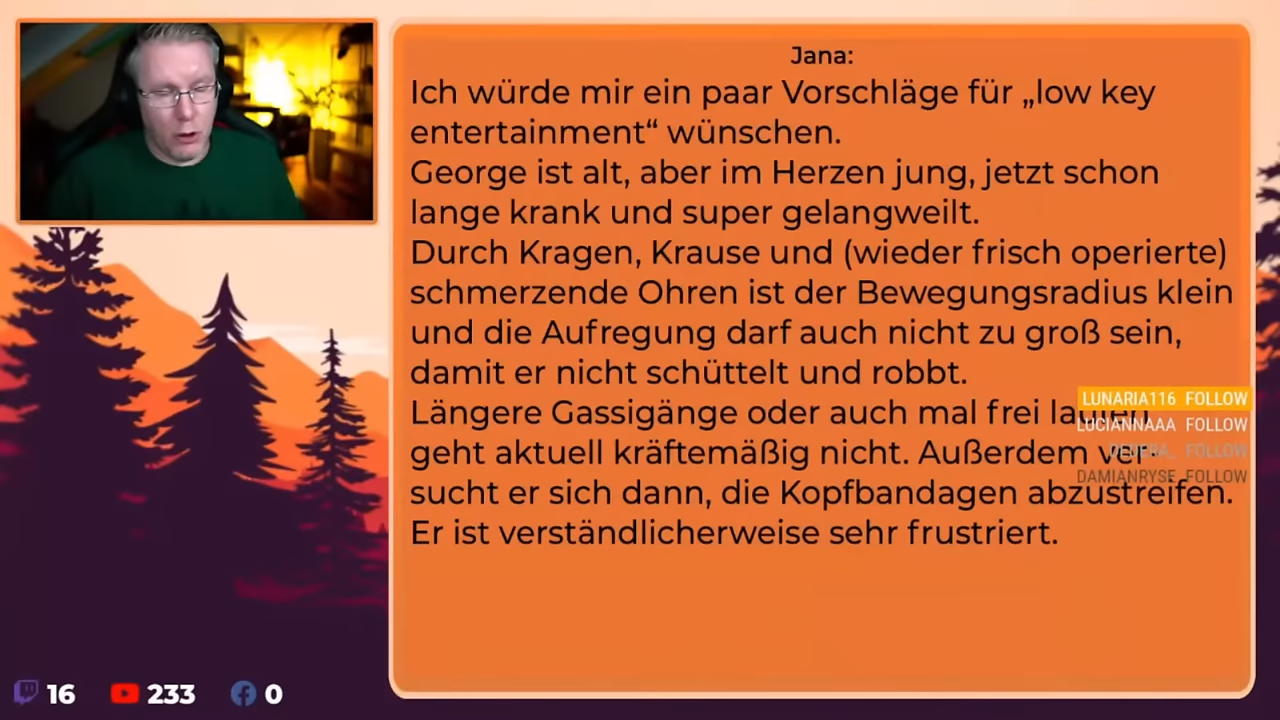 Jana:
Ich würde mir ein paar Vorschläge für „low key
entertainment“ wünschen.
George ist alt, aber im Herzen jung, jetzt schon
lange krank und super gelangweilt.
Durch Kragen, Krause und (wieder frisch operierte)
schmerzende Ohren ist der Bewegungsradius klein
und die Aufregung darf auch nicht zu groß sein,
damit er nicht schüttelt und robbt.
Längere Gassigänge oder auch mal frei laufen
geht aktuell kräftemäßig nicht. Außerdem ver-
sucht er sich dann, die Kopfbandagen abzustreifen.
Er ist verständlicherweise sehr frustriert.
LUNARIA116 FOLLOW
LUCIANNAAA FOLLOW
FOLLOW
DAMIANRYSE FOLLOW
16 233 0